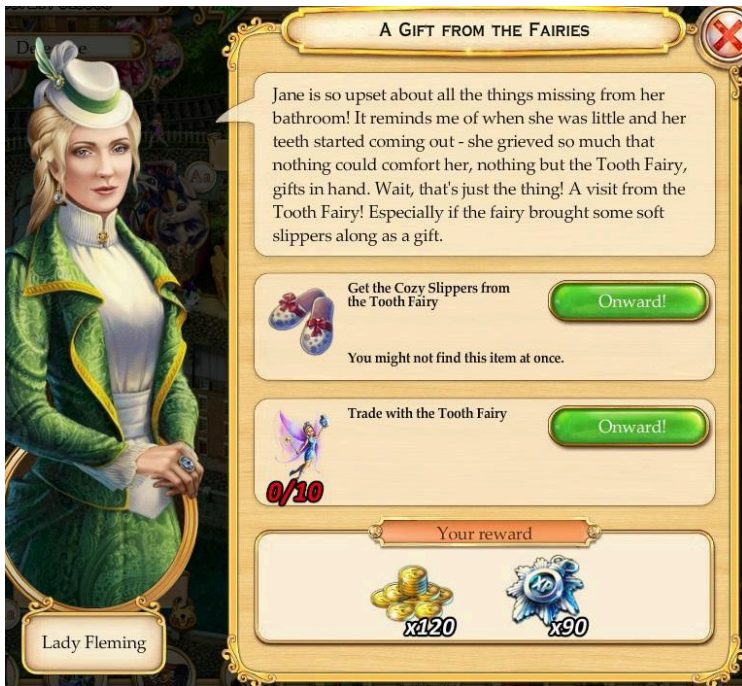 A Gift from the Fairies
Jane is so upset about all the things missing from her
bathroom! It reminds me of when she was little and her
teeth started coming out - she grieved so much that
nothing could comfort her, nothing but the Tooth Fairy,
gifts in hand. Wait, that's just the thing! A visit from the
Tooth Fairy! Especially if the fairy brought some soft
slippers along as a gift.
Get the Cozy Slippers from
the Tooth Fairy
Onward!
You might not find this item at once.
Trade with the Tooth Fairy
Onward!
0/10
Your reward
XP
x120
x90
Lady Fleming